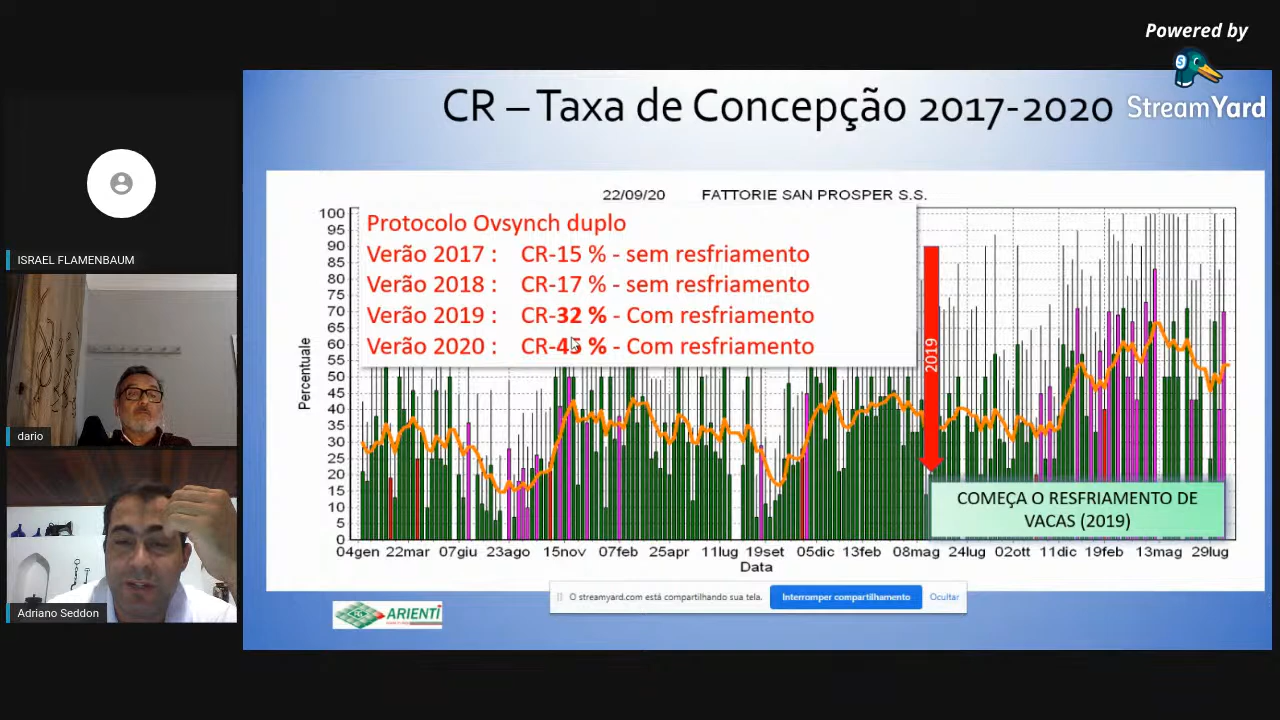 Powered by
StreamYard
CR – Taxa de Concepção 2017-2020
22/09/20 FATTORIE SAN PROSPER S.S.
Protocolo Ovsynch duplo
Verão 2017 : CR-15 % - sem resfriamento
Verão 2018 : CR-17 % - sem resfriamento
Verão 2019 : CR-32 % - Com resfriamento
Verão 2020 : % - Com resfriamento
Percentuale
100
95
90
85
80
75
70
65
60
55
50
45
40
35
30
25
20
15
10
5
0
2019
COMEÇA O RESFRIAMENTO DE
VACAS (2019)
04gen 22mar 07giu 23ago 15nov 07feb 25apr 11lug 19set 05dic 13feb 08mag 24lug 02ott 11dic 19feb 13mag 29lug
Data
O streamyard.com está compartilhando sua tela. Interromper compartilhamento Ocultar
ARIENTI
ISRAEL FLAMENBAUM
dario
Adriano Seddon